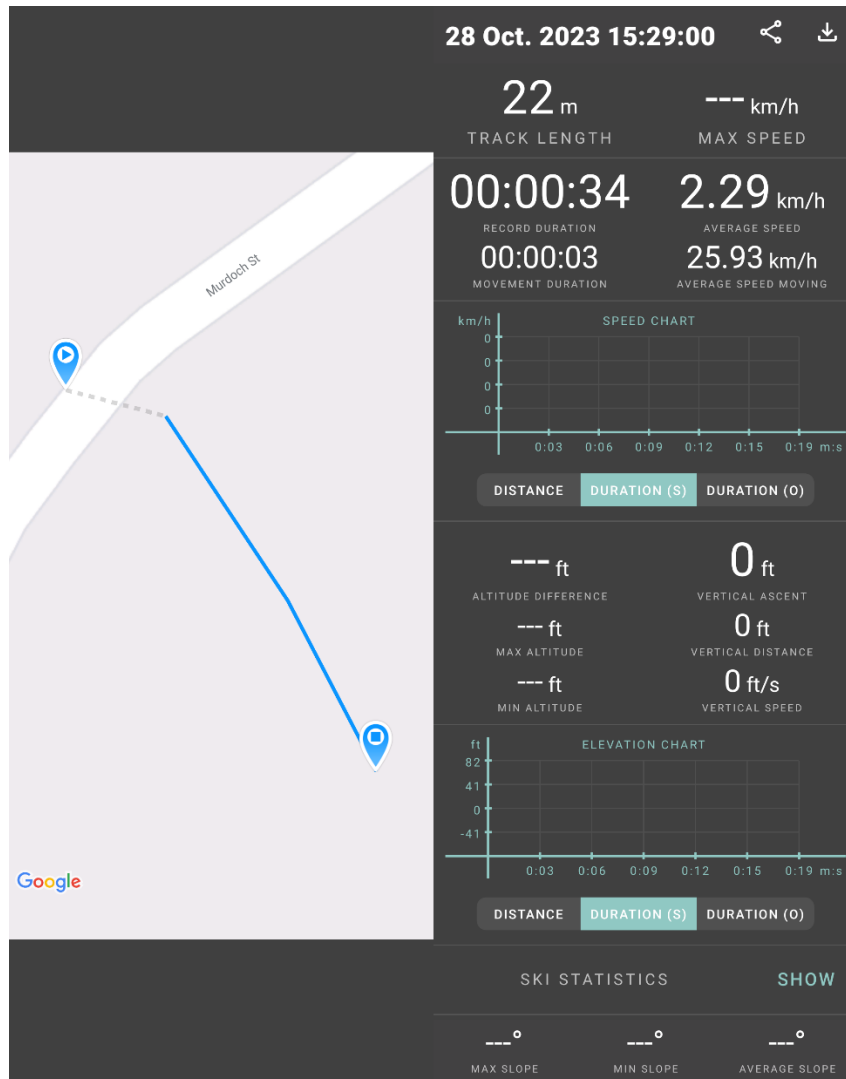 28 Oct. 2023 15:29:00
22 m
TRACK LENGTH
--- km/h
MAX SPEED
00:00:34
RECORD DURATION
2.29 km/h
AVERAGE SPEED
00:00:03
MOVEMENT DURATION
25.93 km/h
AVERAGE SPEED MOVING
km/h
SPEED CHART
0
0
0
0
0:03 0:06 0:09 0:12 0:15 0:19 m:s
DISTANCE DURATION (S) DURATION (O)
--- ft
ALTITUDE DIFFERENCE
0 ft
VERTICAL ASCENT
--- ft
MAX ALTITUDE
0 ft
VERTICAL DISTANCE
--- ft
MIN ALTITUDE
0 ft/s
VERTICAL SPEED
ft
ELEVATION CHART
82
41
0
-41
0:03 0:06 0:09 0:12 0:15 0:19 m:s
DISTANCE DURATION (S) DURATION (O)
SKI STATISTICS SHOW
---°
MAX SLOPE
---°
MIN SLOPE
---°
AVERAGE SLOPE
Murdoch St
Google